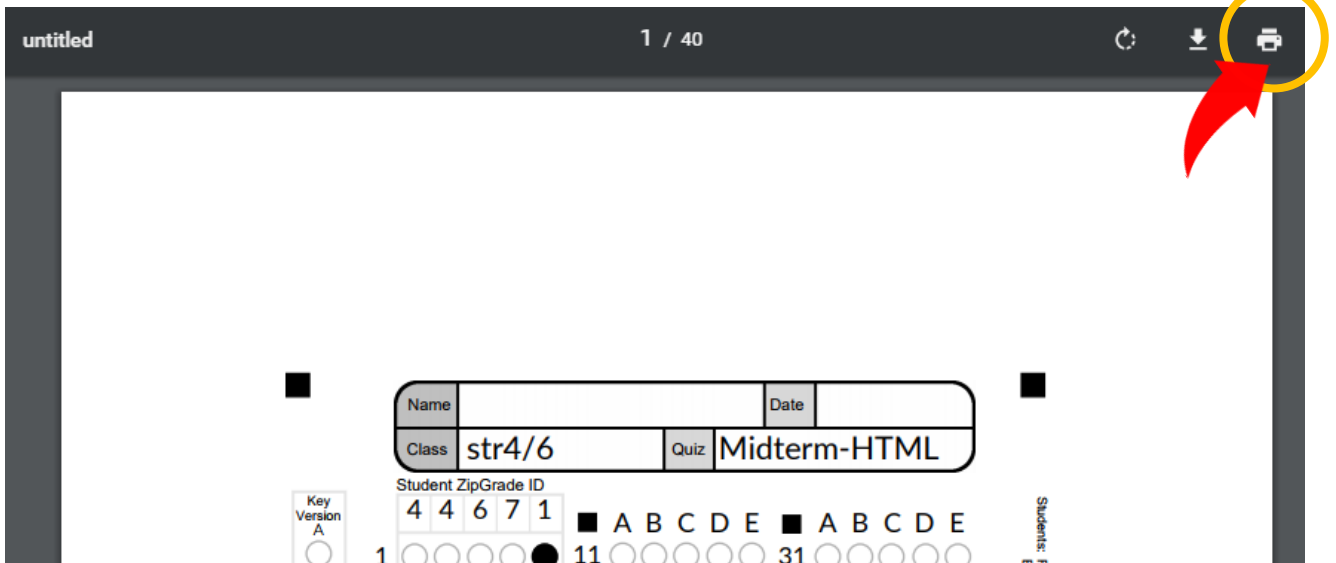 untitled 1 / 40
Name Date
Class str4/6 Quiz Midterm-HTML
Student ZipGrade ID
Key
Version
A
4 4 6 7 1
A B C D E A B C D E
1 11 31
Students: